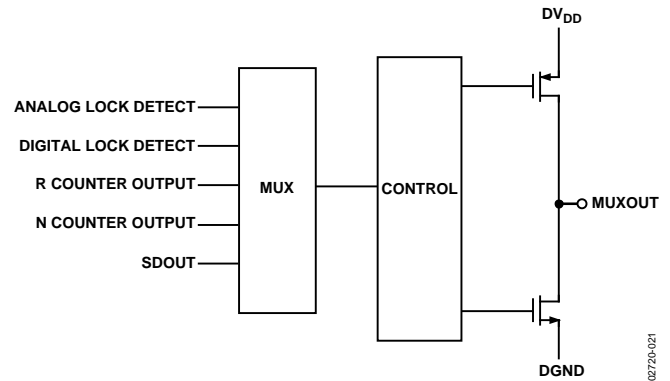 DVDD
ANALOG LOCK DETECT
DIGITAL LOCK DETECT
R COUNTER OUTPUT
N COUNTER OUTPUT
SDOUT
MUX
CONTROL
MUXOUT
DGND
02720-021